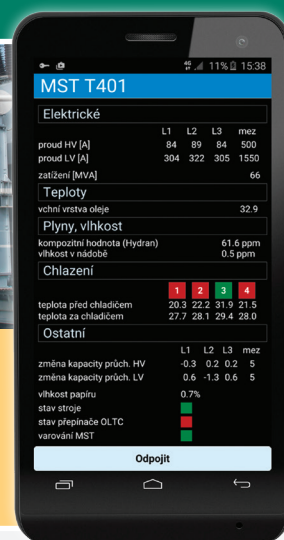 4G 11% 15:38
MST T401
Elektrické
L1 L2 L3 mez
proud HV [A] 84 89 84 500
proud LV [A] 304 322 305 1550
zatížení [MVA] 66
Teploty
vchní vrstva oleje 32.9
Plyny, vlhkost
kompozitní hodnota (Hydran) 61.6 ppm
vlhkost v nádobě 0.5 ppm
Chlazení
1 2 3 4
teplota před chladičem 20.3 22.2 31.9 21.5
teplota za chladičem 27.7 28.1 29.4 28.0
Ostatní
L1 L2 L3 mez
změna kapacity průch. HV -0.3 0.2 0.2 5
změna kapacity průch. LV 0.6 -1.3 0.6 5
vlhkost papíru 0.7%
stav stroje
stav přepínače OLTC
varování MST
Odpojit